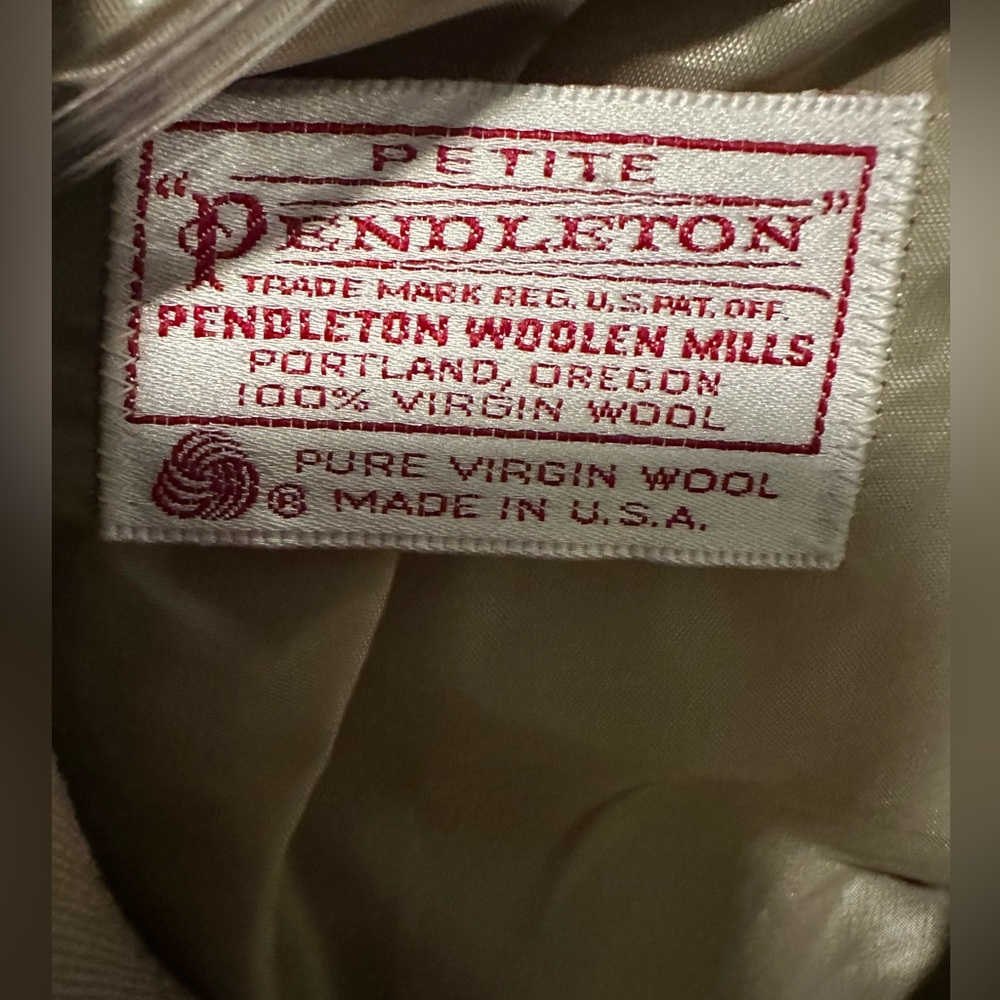 PETITE
“PENDLETON”
TRADE MARK REG. U.S. PAT. OFF.
PENDLETON WOOLEN MILLS
PORTLAND, OREGON
100% VIRGIN WOOL
PURE VIRGIN WOOL
® MADE IN U.S.A.